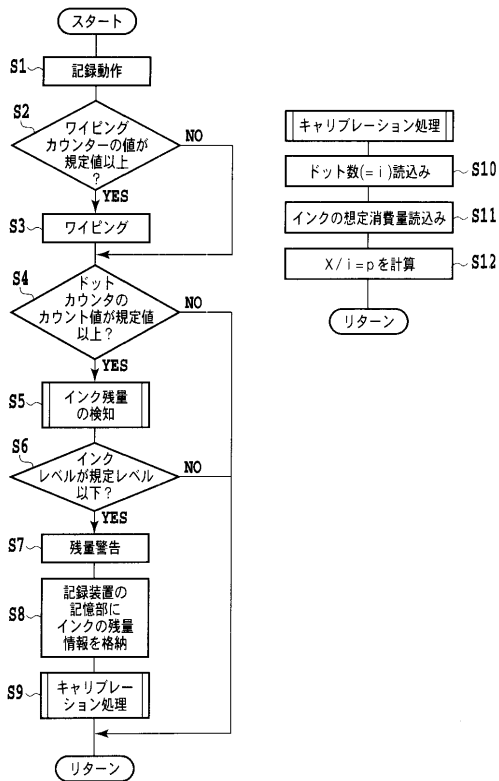 スタート
S1
記録動作
S2
ワイピング
カウンターの値が
規定値以上
?
NO
YES
S3
ワイピング
S4
ドット
カウンタの
カウント値が規定値
以上?
NO
YES
S5
インク残量
の検知
S6
インク
レベルが規定レベル
以下?
NO
YES
S7
残量警告
S8
記録装置の
記憶部に
インクの残量
情報を格納
S9
キャリブレー
ション処理
リターン
キャリブレーション処理
ドット数(=i)読込み
S10
インクの想定消費量読込み
S11
X/i=pを計算
S12
リターン